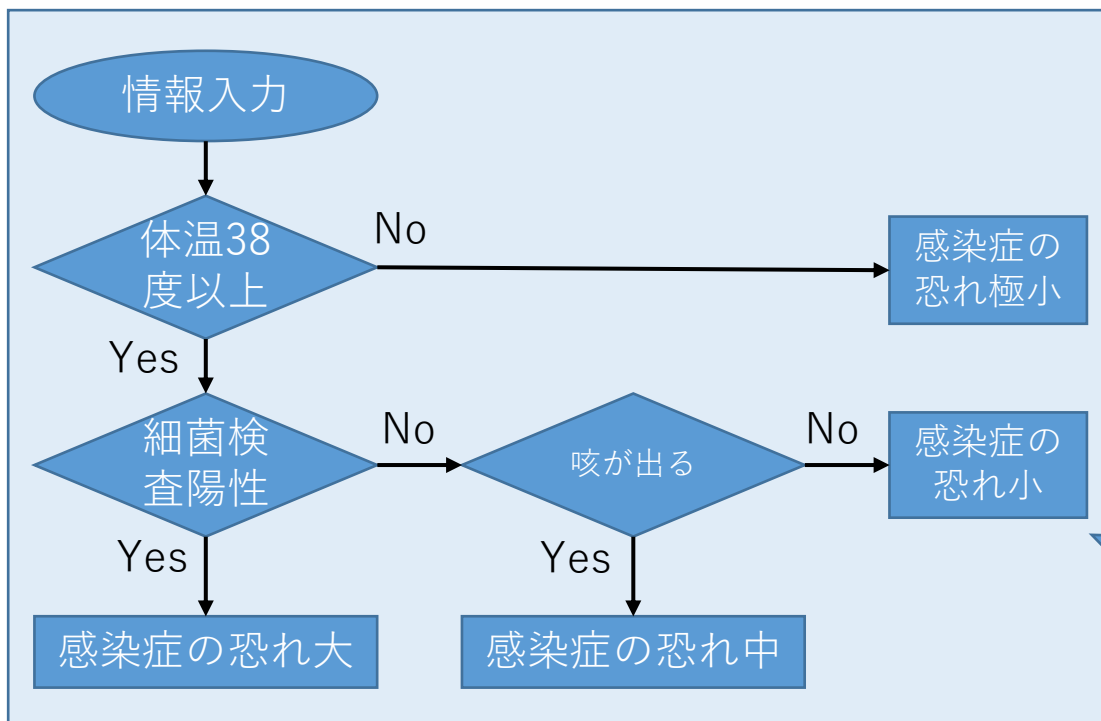 情報入力
体温38
度以上
No
感染症の
恐れ極小
Yes
細菌検
査陽性
No
咳が出る
No
感染症の
恐れ小
Yes
Yes
感染症の恐れ大
感染症の恐れ中